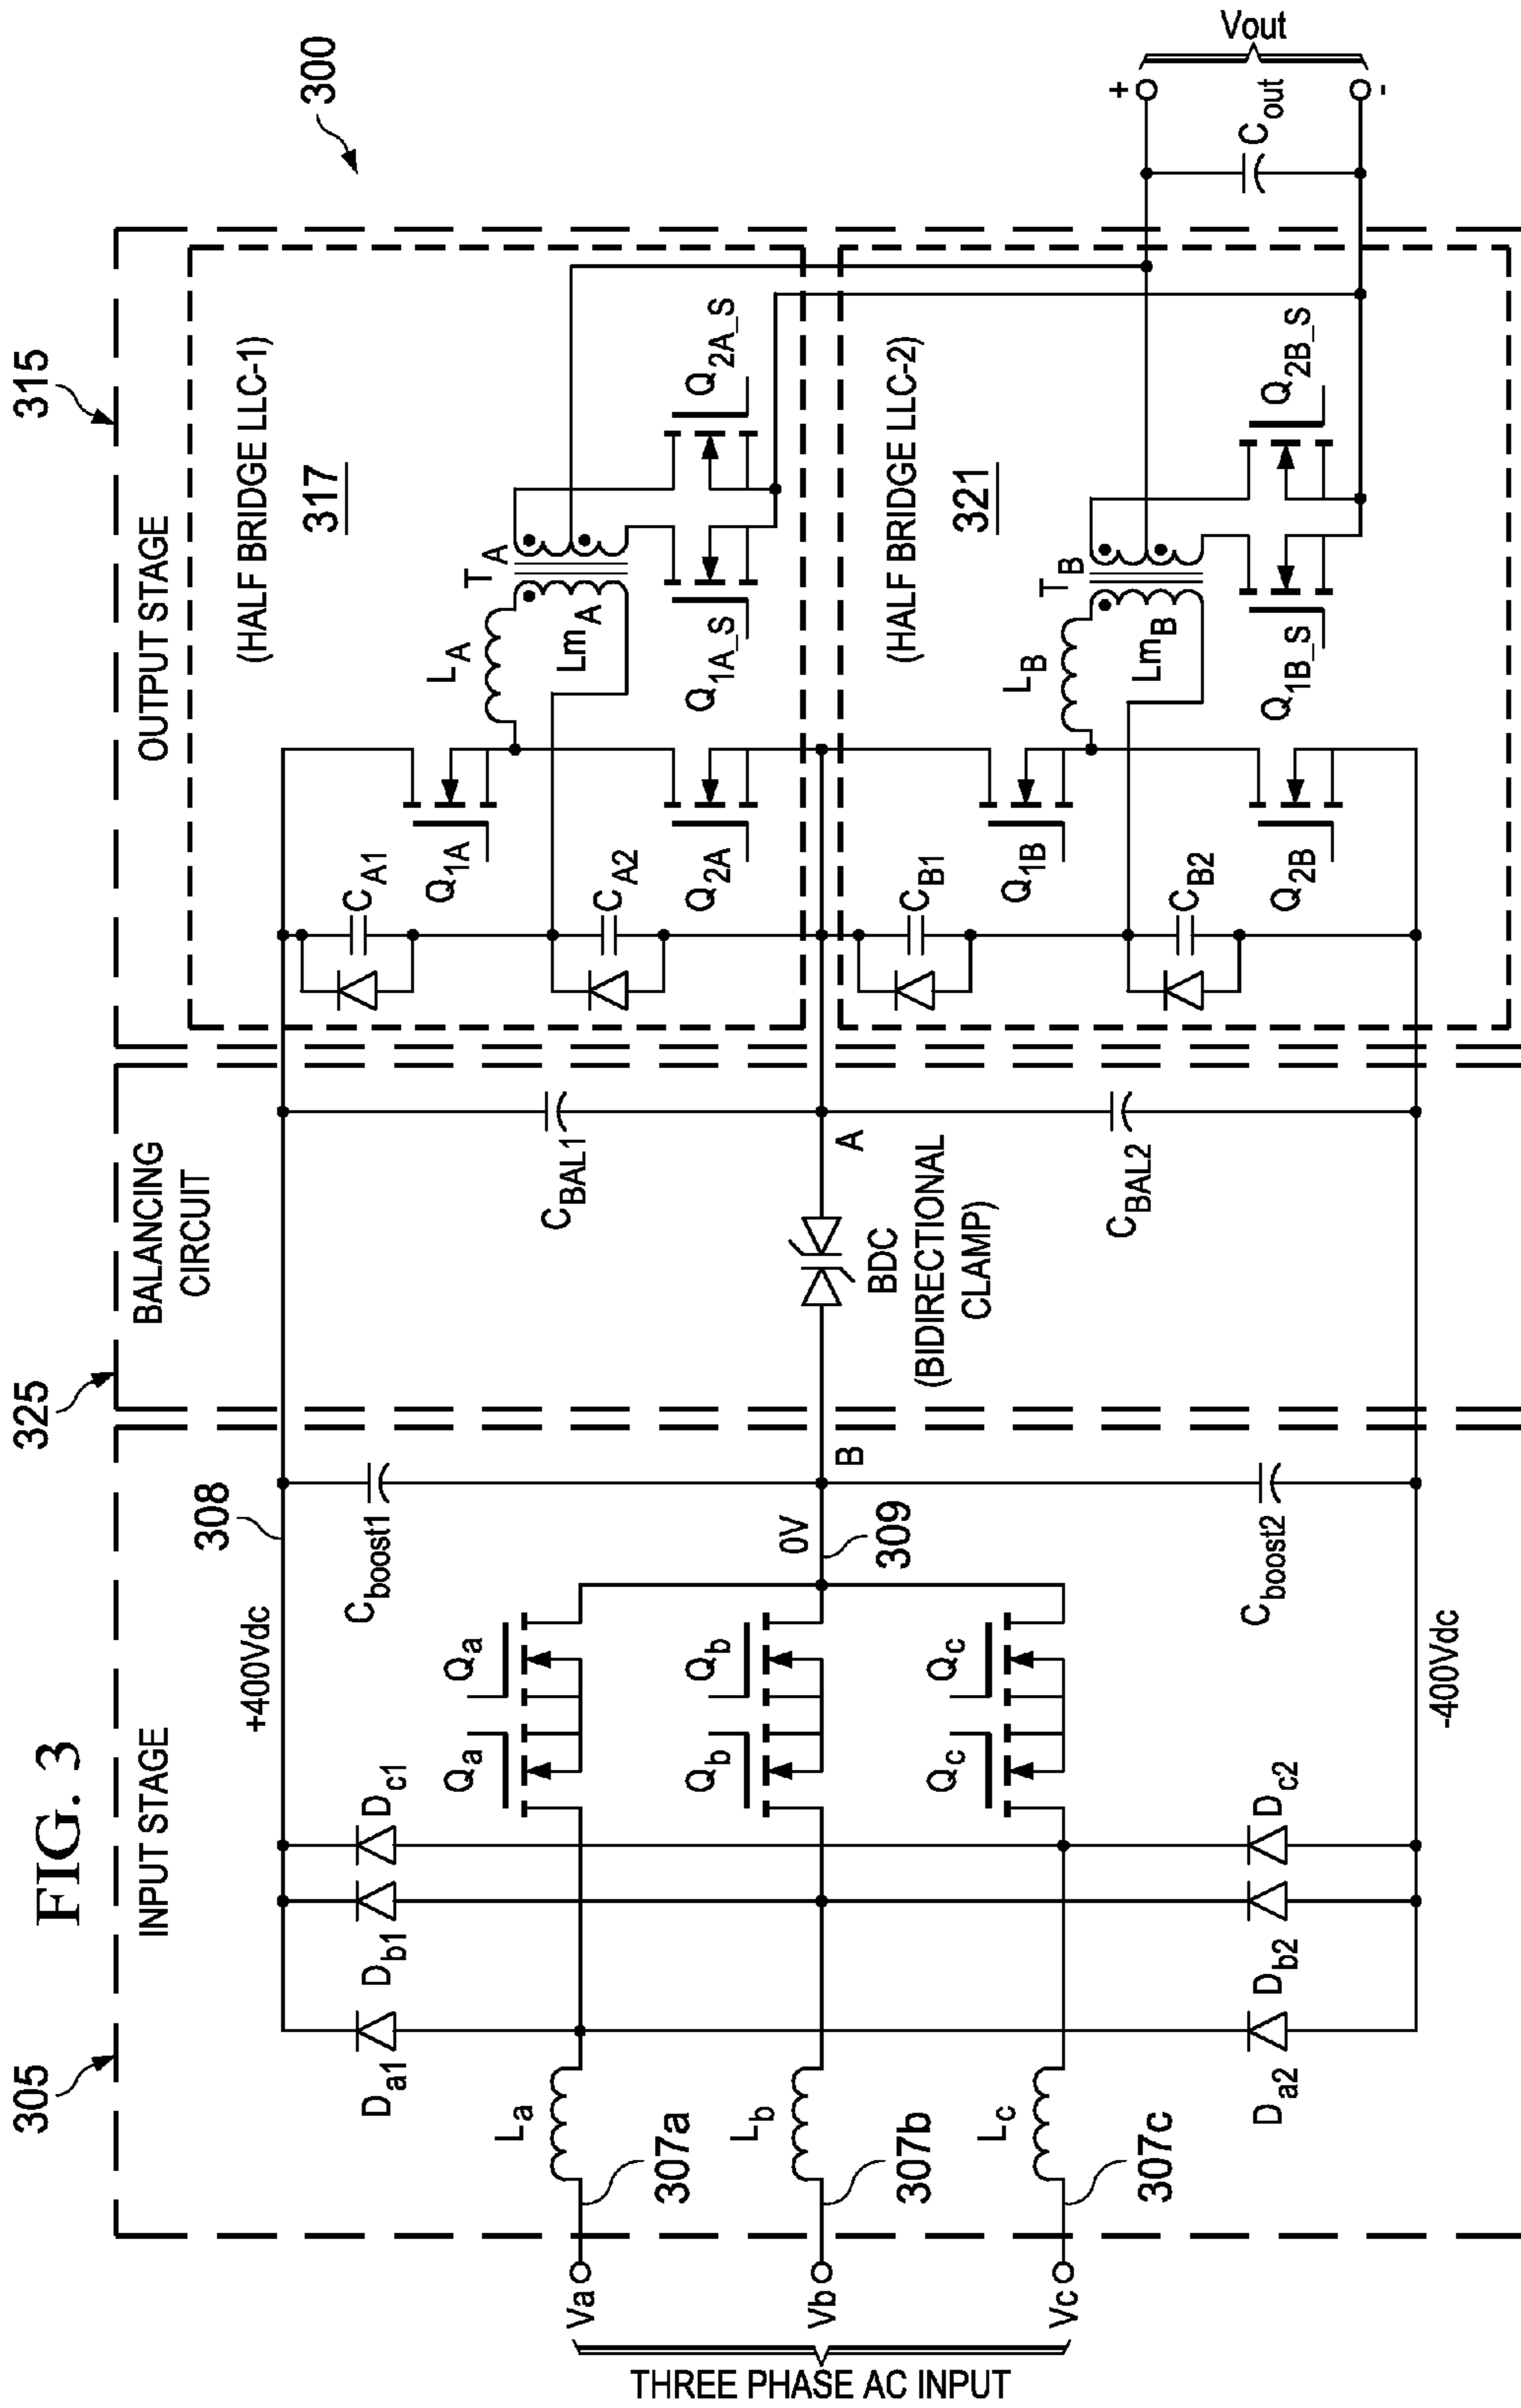 FIG. 3
300
305
325
315
INPUT STAGE
BALANCING
CIRCUIT
OUTPUT STAGE
(HALF BRIDGE LLC-1)
317
(HALF BRIDGE LLC-2)
321
THREE PHASE AC INPUT
Va
Vb
Vc
307a
307b
307c
La
Lb
Lc
Da1
Db1
Dc1
Da2
Db2
Dc2
Qa
Qa
Qb
Qb
Qc
Qc
+400Vdc
308
0V
309
-400Vdc
Cboost1
Cboost2
B
BDC
(BIDIRECTIONAL
CLAMP)
A
CBAL1
CBAL2
CA1
CA2
CB1
CB2
Q1A
Q2A
Q1B
Q2B
LA
LmA
TA
Q1A_S
Q2A_S
LB
LmB
TB
Q1B_S
Q2B_S
Cout
+
-
Vout